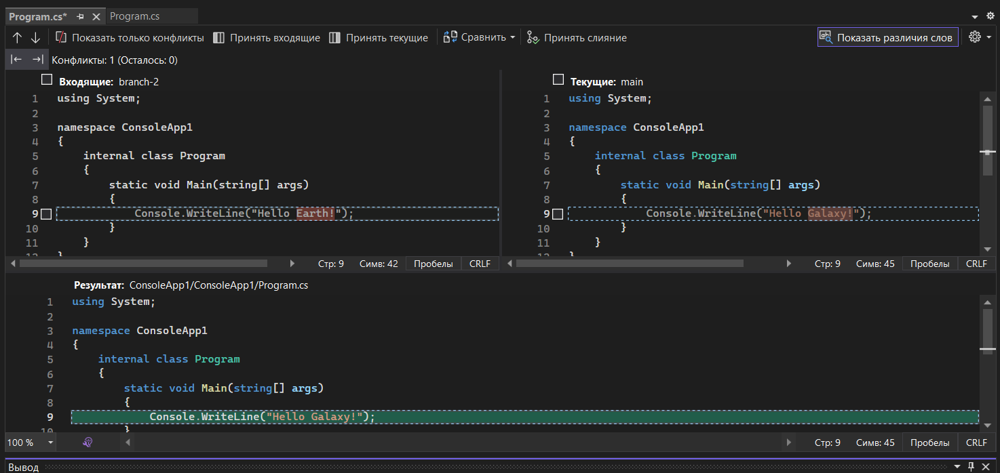 Program.cs* Program.cs
Показать только конфликты Принять входящие Принять текущие Сравнить Принять слияние Показать различия слов
Конфликты: 1 (Осталось: 0)
Входящие: branch-2
1 using System;
2
3 namespace ConsoleApp1
4 {
5 internal class Program
6 {
7 static void Main(string[] args)
8 {
9 Console.WriteLine("Hello Earth!");
10 }
11 }
12 }
Стр: 9 Симв: 42 Пробелы CRLF
Текущие: main
1 using System;
2
3 namespace ConsoleApp1
4 {
5 internal class Program
6 {
7 static void Main(string[] args)
8 {
9 Console.WriteLine("Hello Galaxy!");
10 }
11 }
12 }
Стр: 9 Симв: 45 Пробелы CRLF
Результат: ConsoleApp1/ConsoleApp1/Program.cs
1 using System;
2
3 namespace ConsoleApp1
4 {
5 internal class Program
6 {
7 static void Main(string[] args)
8 {
9 Console.WriteLine("Hello Galaxy!");
10 }
100 % Стр: 9 Симв: 45 Пробелы CRLF
Вывод